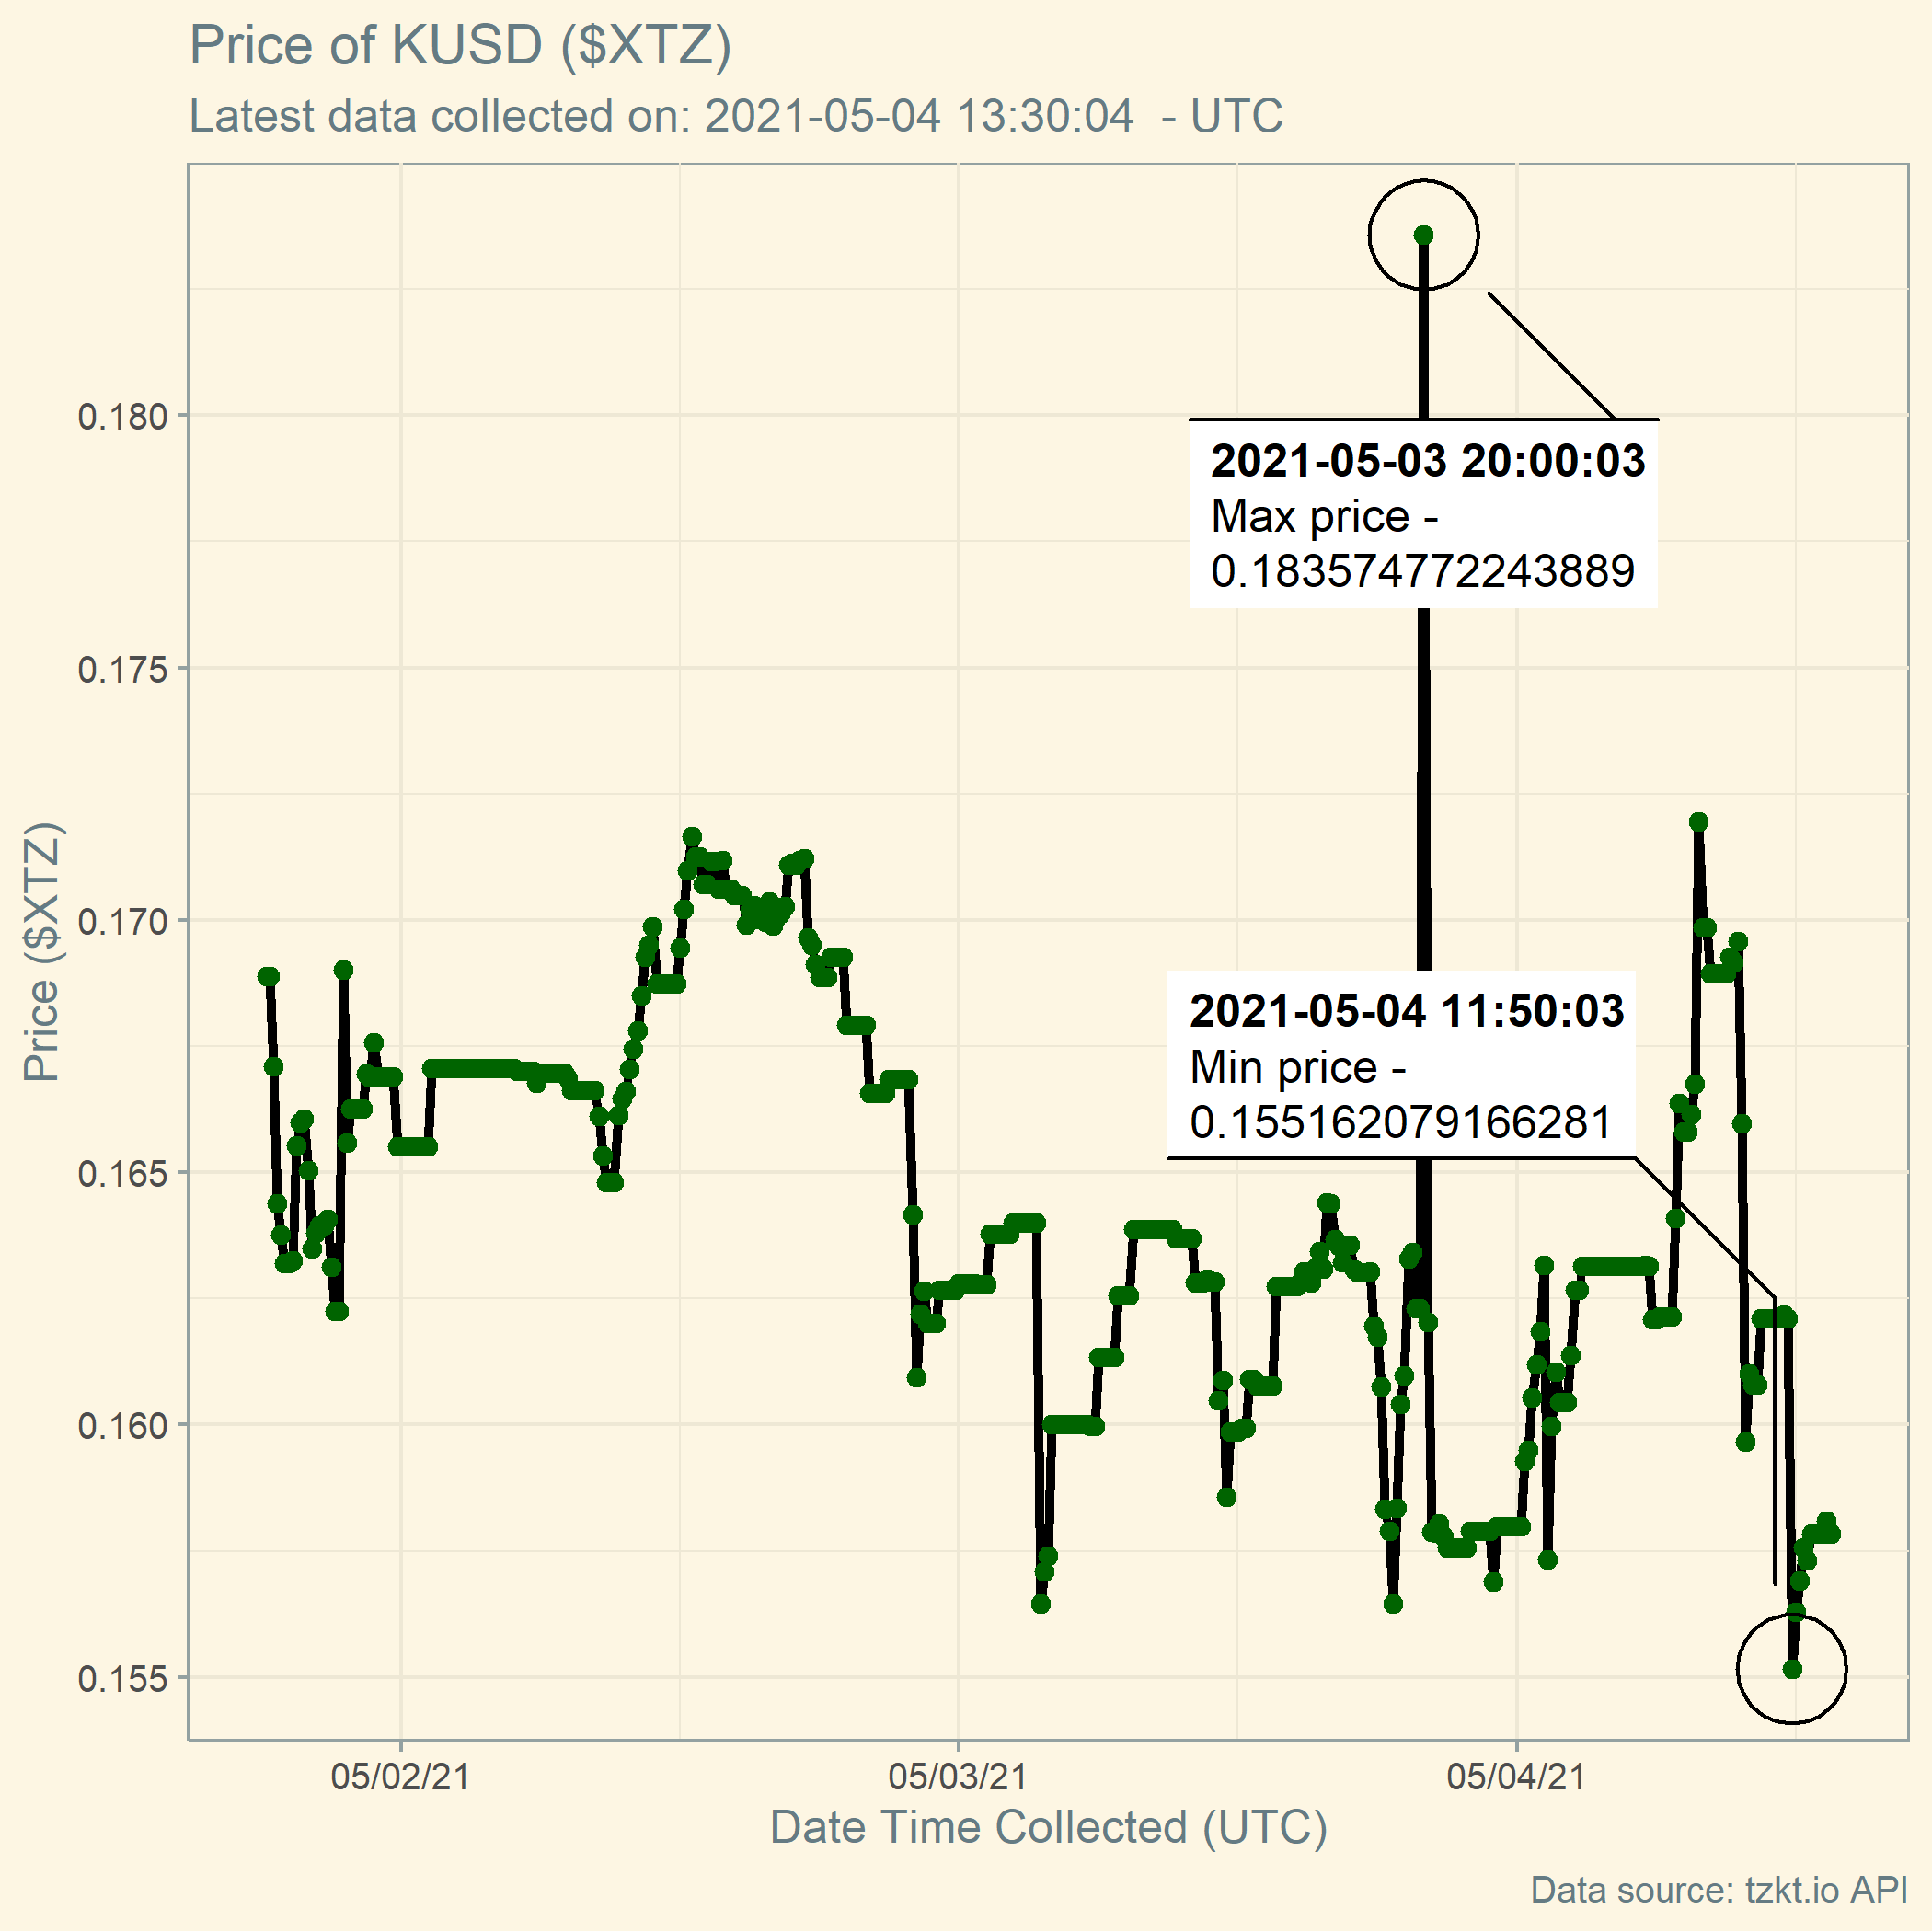 Price of KUSD ($XTZ)
Latest data collected on: 2021-05-04 13:30:04  - UTC
0.180
0.175
0.170
0.165
0.160
0.155
Price ($XTZ)
2021-05-03 20:00:03
Max price -
0.183574772243889
2021-05-04 11:50:03
Min price -
0.155162079166281
05/02/21
05/03/21
05/04/21
Date Time Collected (UTC)
Data source: tzkt.io API